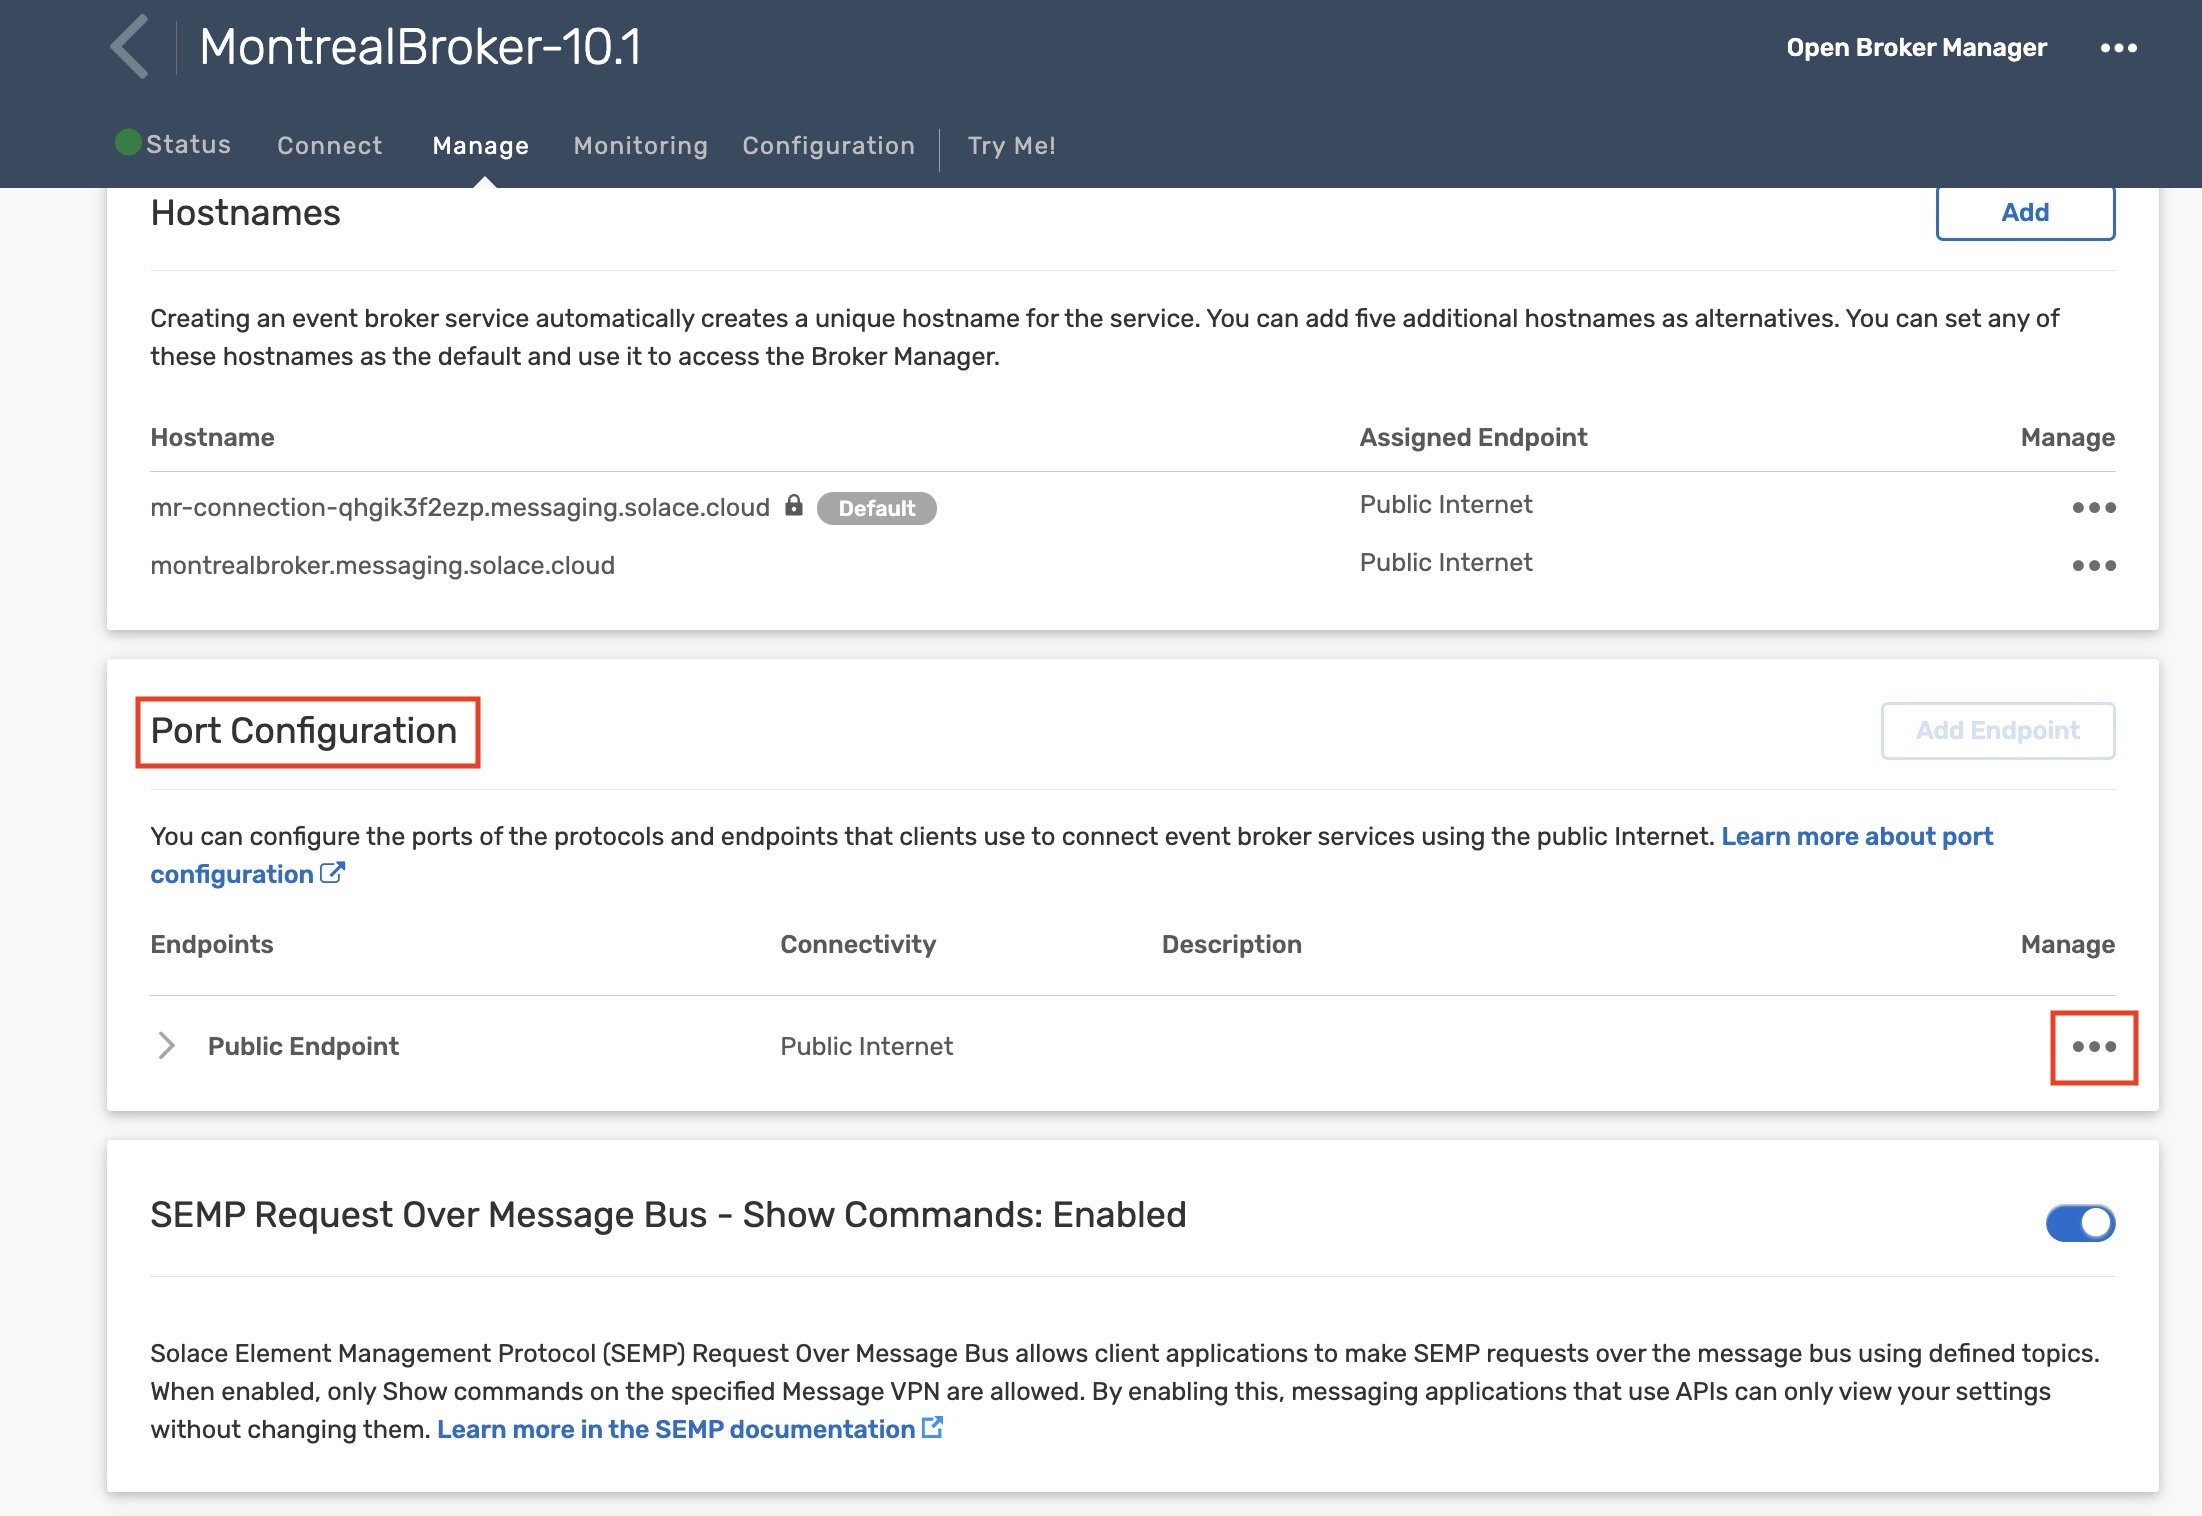 MontrealBroker-10.1
Open Broker Manager
Status Connect Manage Monitoring Configuration Try Me!
Hostnames
Add
Creating an event broker service automatically creates a unique hostname for the service. You can add five additional hostnames as alternatives. You can set any of
these hostnames as the default and use it to access the Broker Manager.
Hostname Assigned Endpoint Manage
mr-connection-qhgik3f2ezp.messaging.solace.cloud Default Public Internet
montrealbroker.messaging.solace.cloud Public Internet
Port Configuration
Add Endpoint
You can configure the ports of the protocols and endpoints that clients use to connect event broker services using the public Internet. Learn more about port
configuration
Endpoints Connectivity Description Manage
Public Endpoint Public Internet
SEMP Request Over Message Bus - Show Commands: Enabled
Solace Element Management Protocol (SEMP) Request Over Message Bus allows client applications to make SEMP requests over the message bus using defined topics.
When enabled, only Show commands on the specified Message VPN are allowed. By enabling this, messaging applications that use APIs can only view your settings
without changing them. Learn more in the SEMP documentation